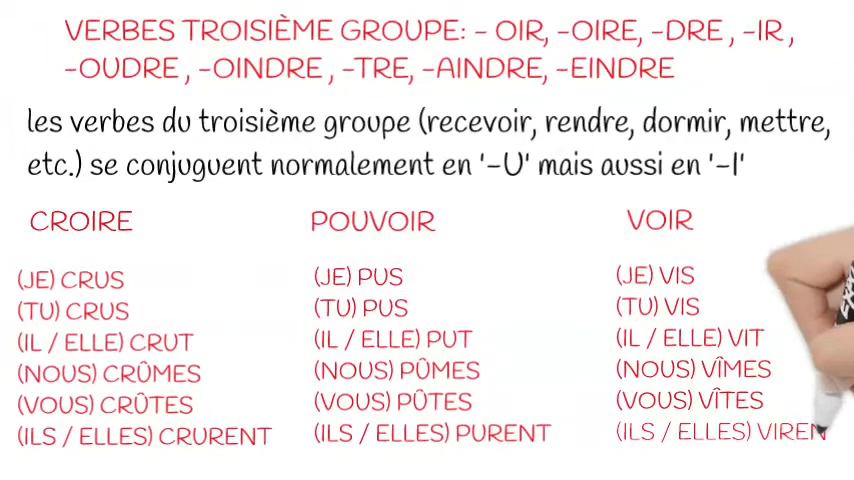 VERBES TROISIÈME GROUPE: - OIR, -OIRE, -DRE, -IR,
-OUDRE, -OINDRE, -TRE, -AINDRE, -EINDRE
les verbes du troisième groupe (recevoir, rendre, dormir, mettre,
etc.) se conjuguent normalement en '-U' mais aussi en '-I'
CROIRE
(JE) CRUS
(TU) CRUS
(IL / ELLE) CRUT
(NOUS) CRÛMES
(VOUS) CRÛTES
(ILS / ELLES) CRURENT
POUVOIR
(JE) PUS
(TU) PUS
(IL / ELLE) PUT
(NOUS) PÛMES
(VOUS) PÛTES
(ILS / ELLES) PURENT
VOIR
(JE) VIS
(TU) VIS
(IL / ELLE) VIT
(NOUS) VÎMES
(VOUS) VÎTES
(ILS / ELLES) VIREN